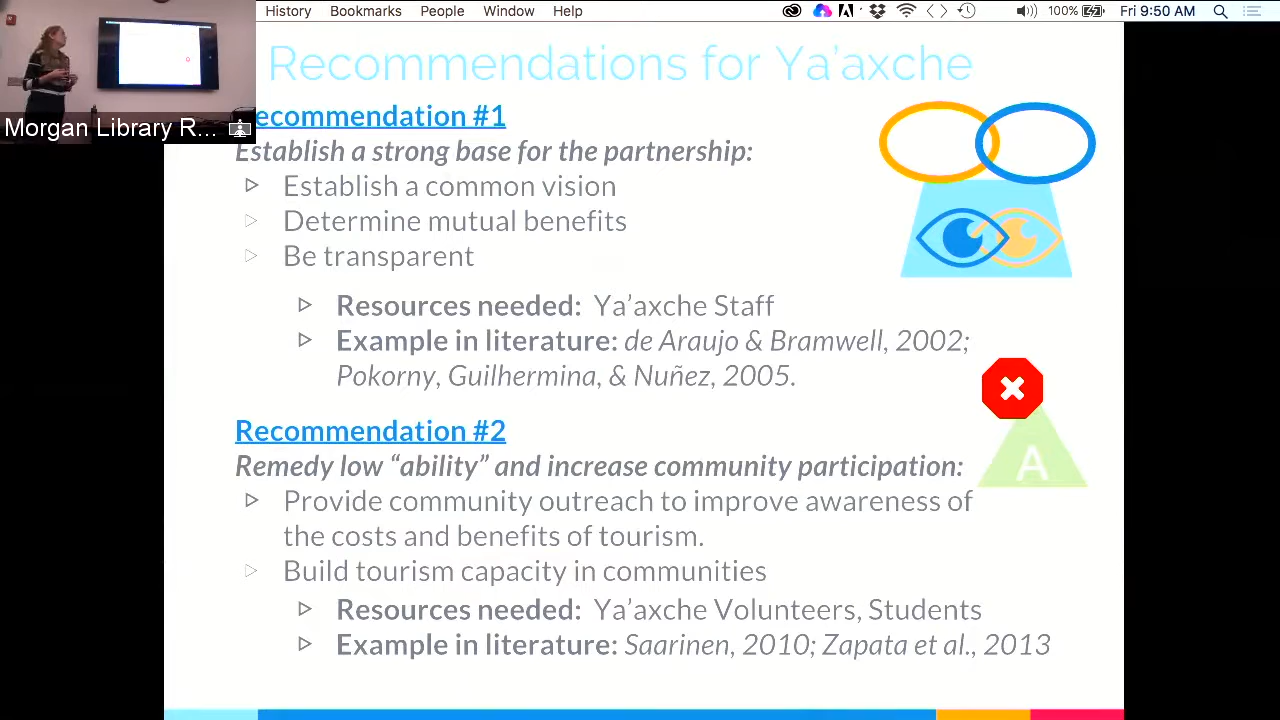 History Bookmarks People Window Help 100% Fri 9:50 AM
Morgan Library R...
Recommendations for Ya’axche
ecommendation #1
Establish a strong base for the partnership:
Establish a common vision
Determine mutual benefits
Be transparent
Resources needed: Ya’axche Staff
Example in literature: de Araujo & Bramwell, 2002;
Pokorny, Guilhermina, & Nuñez, 2005.
Recommendation #2
Remedy low “ability” and increase community participation:
A
Provide community outreach to improve awareness of
the costs and benefits of tourism.
Build tourism capacity in communities
Resources needed: Ya’axche Volunteers, Students
Example in literature: Saarinen, 2010; Zapata et al., 2013